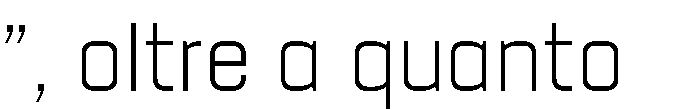 ”, oltre a quanto